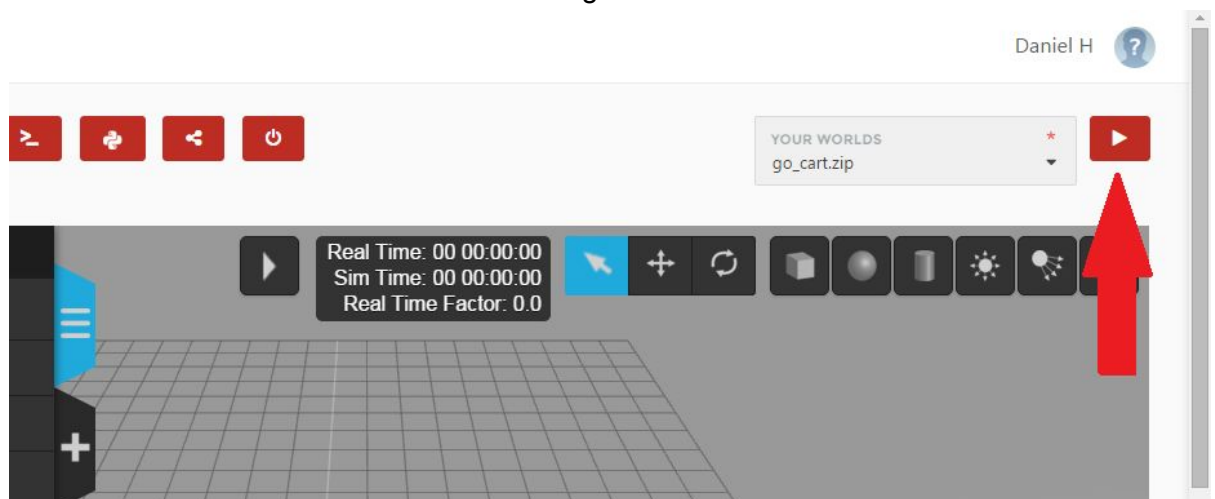 Daniel H
YOUR WORLDS *
go_cart.zip
Real Time: 00 00:00:00
Sim Time: 00 00:00:00
Real Time Factor: 0.0